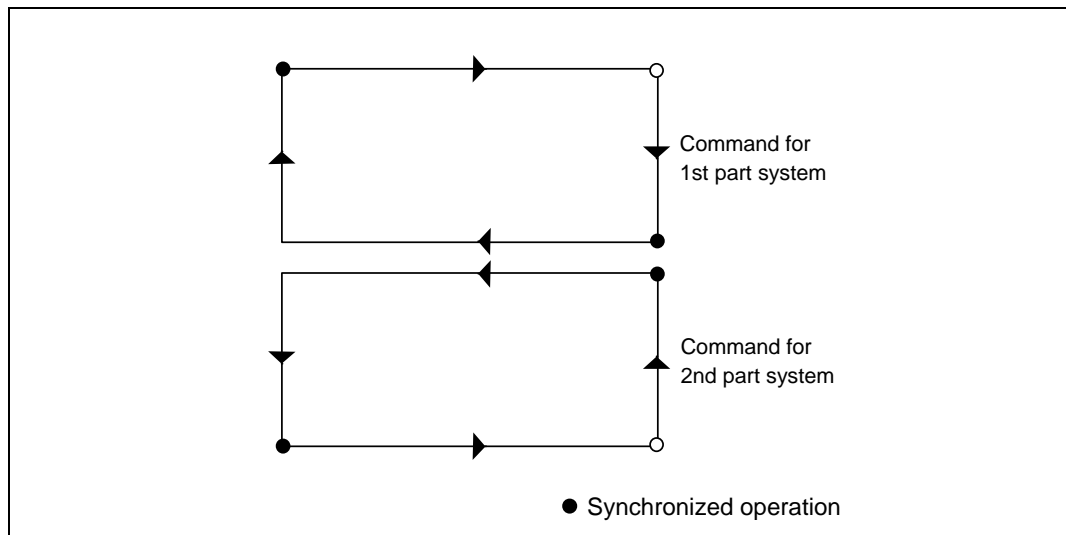 Command for
1st part system
Command for
2nd part system
Synchronized operation